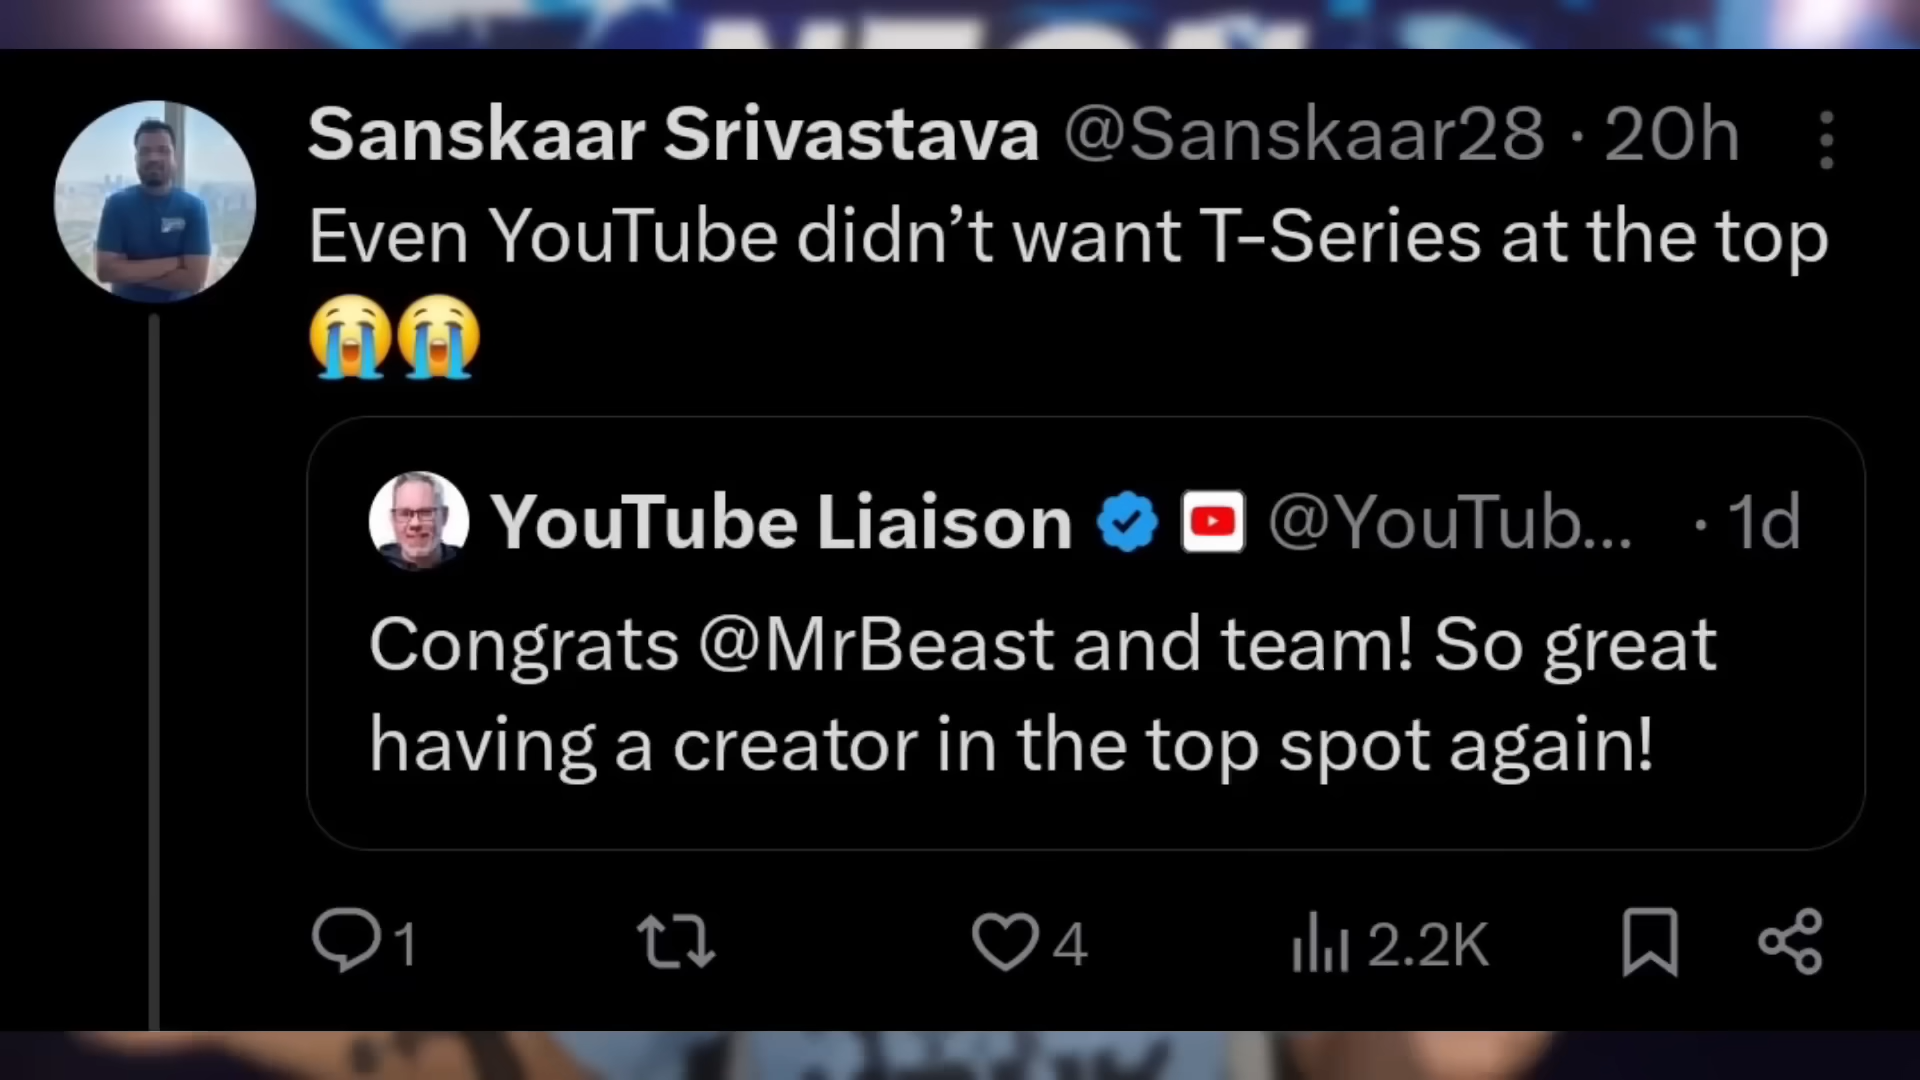 Sanskaar Srivastava @Sanskaar28 · 20h
Even YouTube didn’t want T-Series at the top
😭😭
YouTube Liaison @YouTub... · 1d
Congrats @MrBeast and team! So great
having a creator in the top spot again!
1 4 2.2K